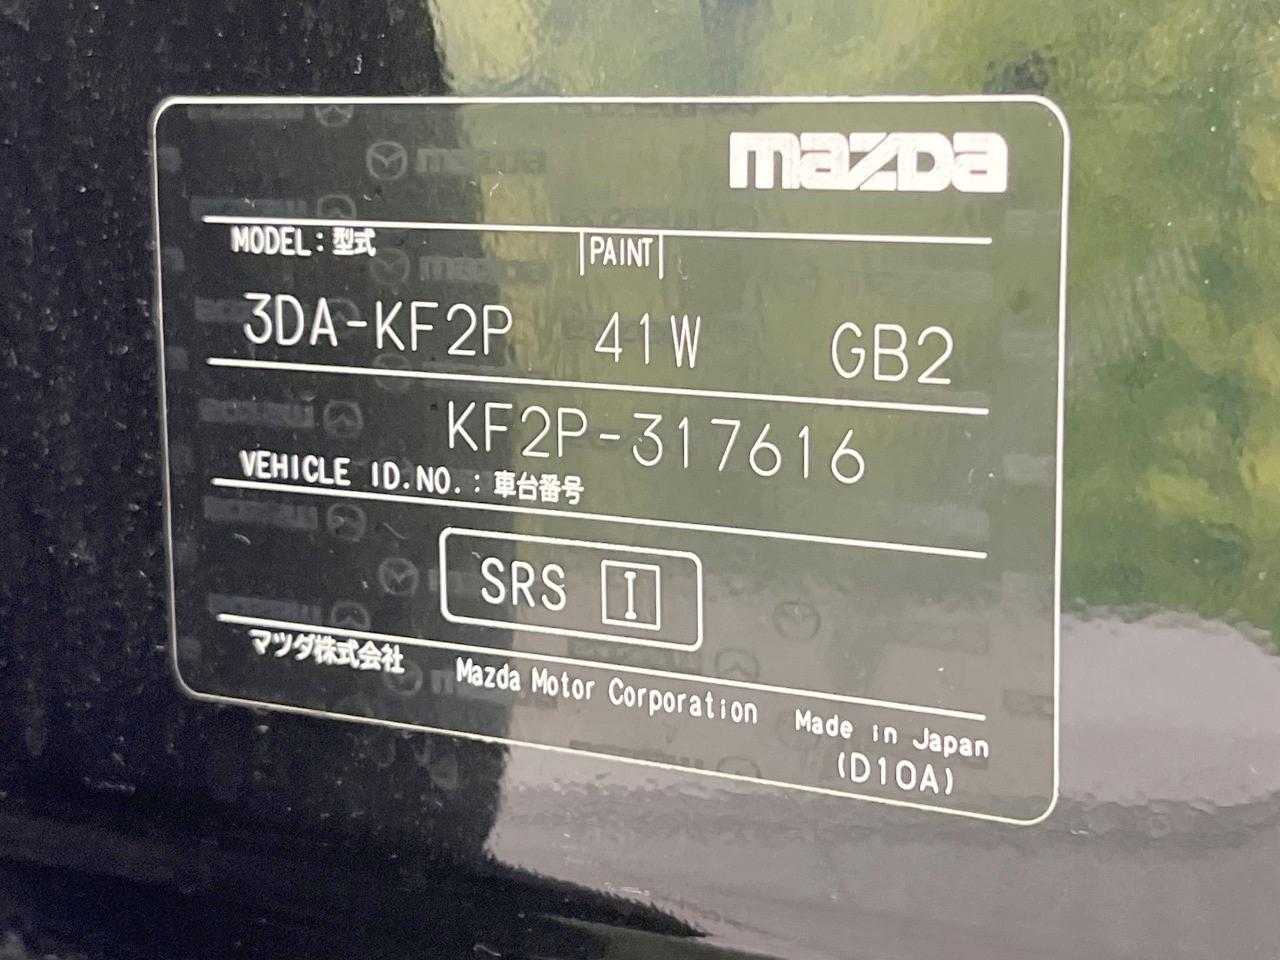 mazda
MODEL：型式 PAINT
3DA-KF2P 41W GB2
KF2P-317616
VEHICLE ID.NO.：車台番号
SRS I
マツダ株式会社 Mazda Motor Corporation Made in Japan
(D10A)